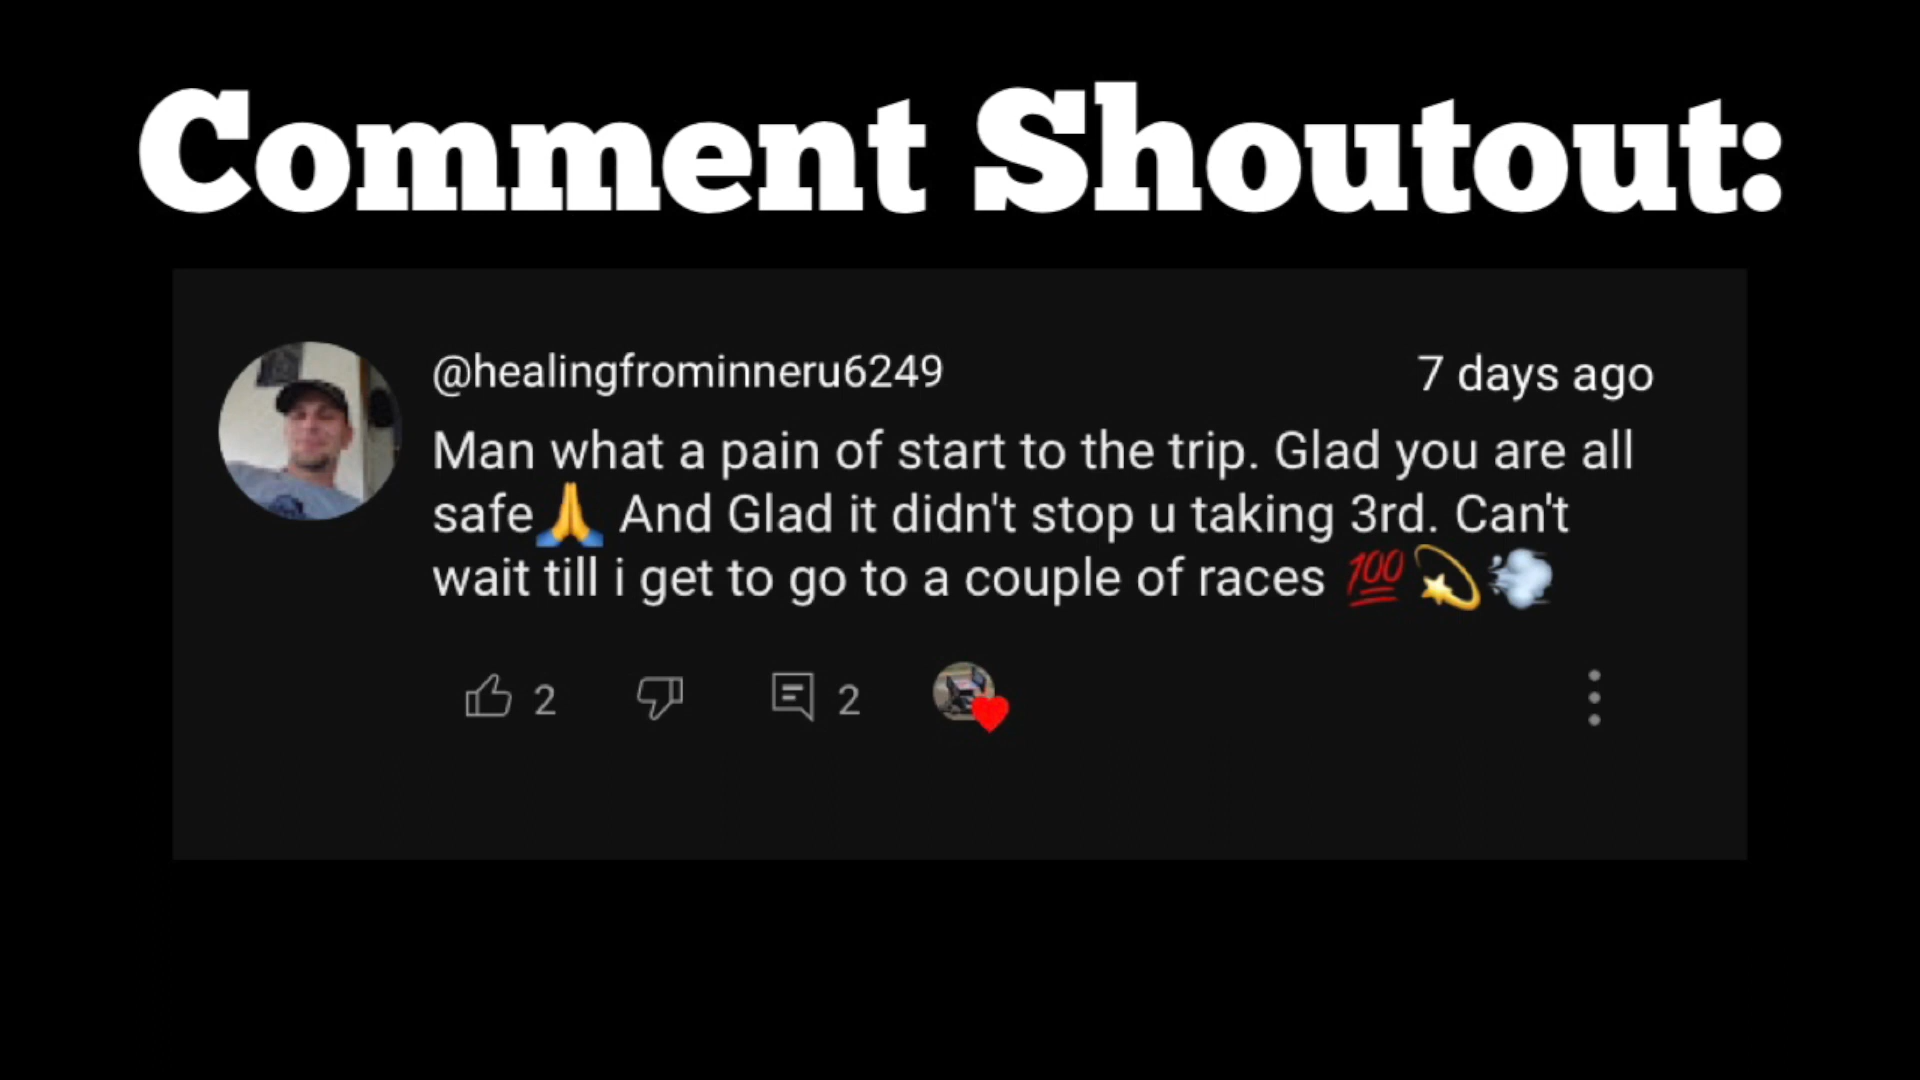 Comment Shoutout:
@healingfrominneru6249 7 days ago
Man what a pain of start to the trip. Glad you are all
safe🙏 And Glad it didn't stop u taking 3rd. Can't
wait till i get to go to a couple of races 💯💫💨
2 2